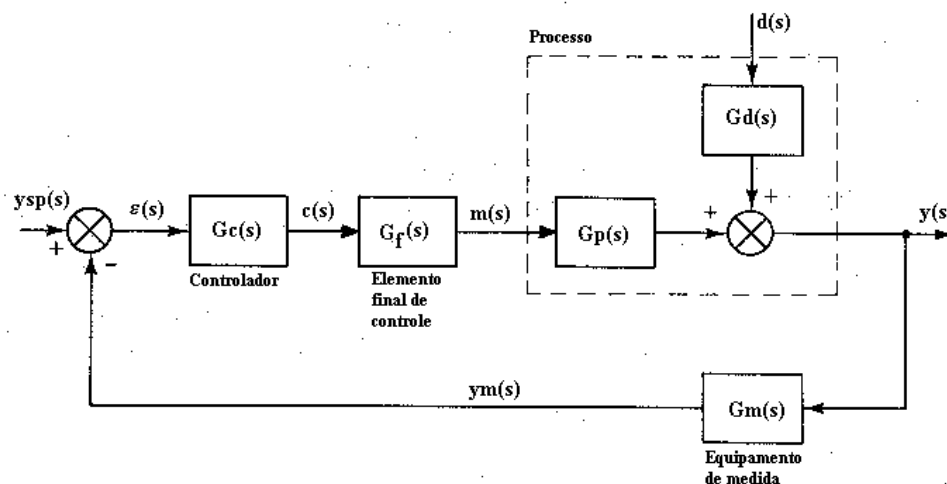 d(s)
Processo
Gd(s)
+
ysp(s)
ε(s)
Gc(s)
c(s)
Gf(s)
m(s)
Gp(s)
+
y(s
+
-
Controlador
Elemento
final de
controle
ym(s)
Gm(s)
Equipamento
de medida